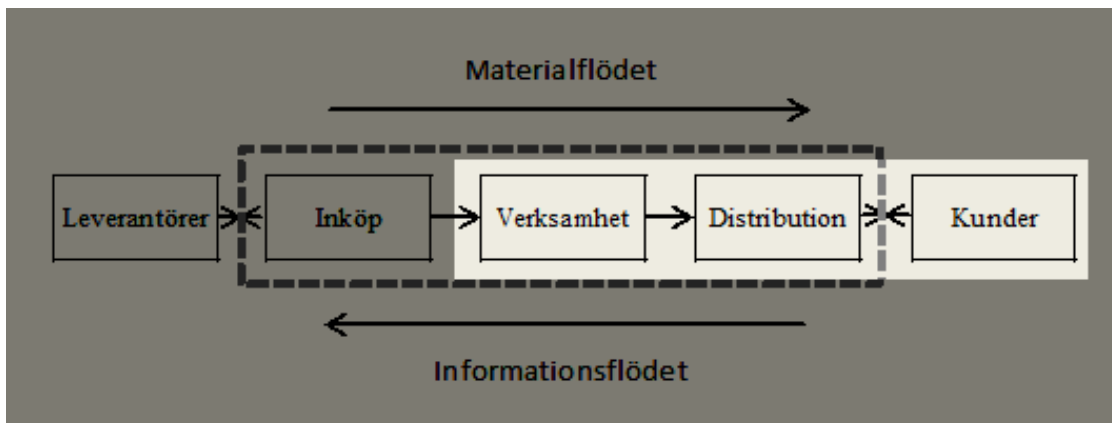 Materialflödet
Leverantörer Inköp Verksamhet Distribution Kunder
Informationsflödet